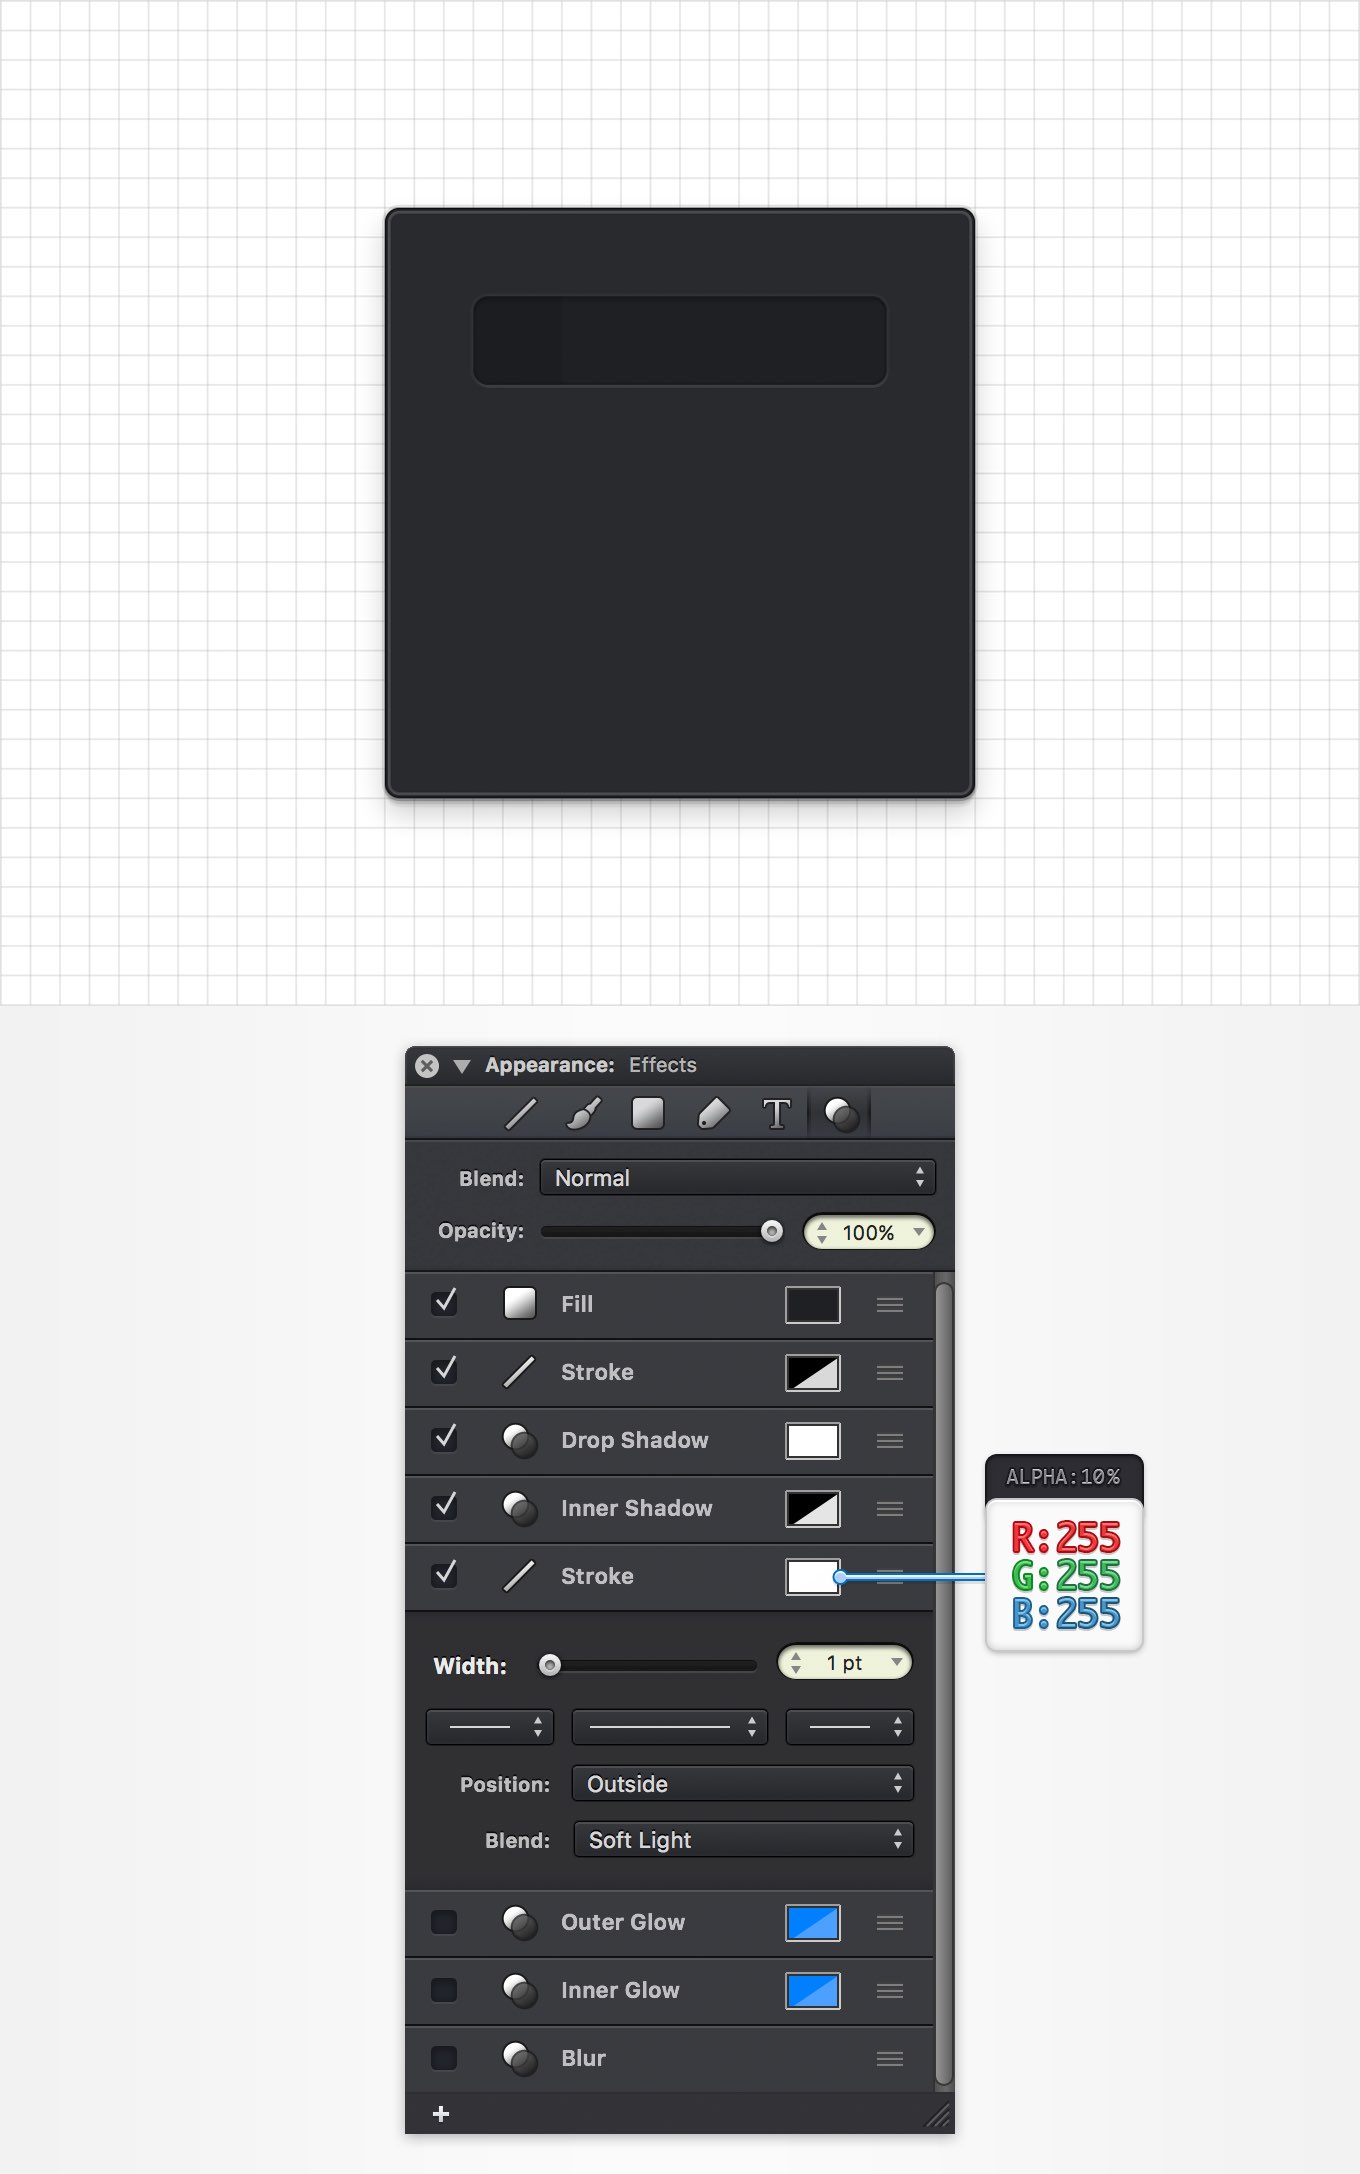 Appearance: Effects
T
Blend: Normal
Opacity: 100%
Fill
Stroke
Drop Shadow
Inner Shadow
Stroke
ALPHA:10%
R:255
G:255
B:255
Width: 1 pt
Position: Outside
Blend: Soft Light
Outer Glow
Inner Glow
Blur